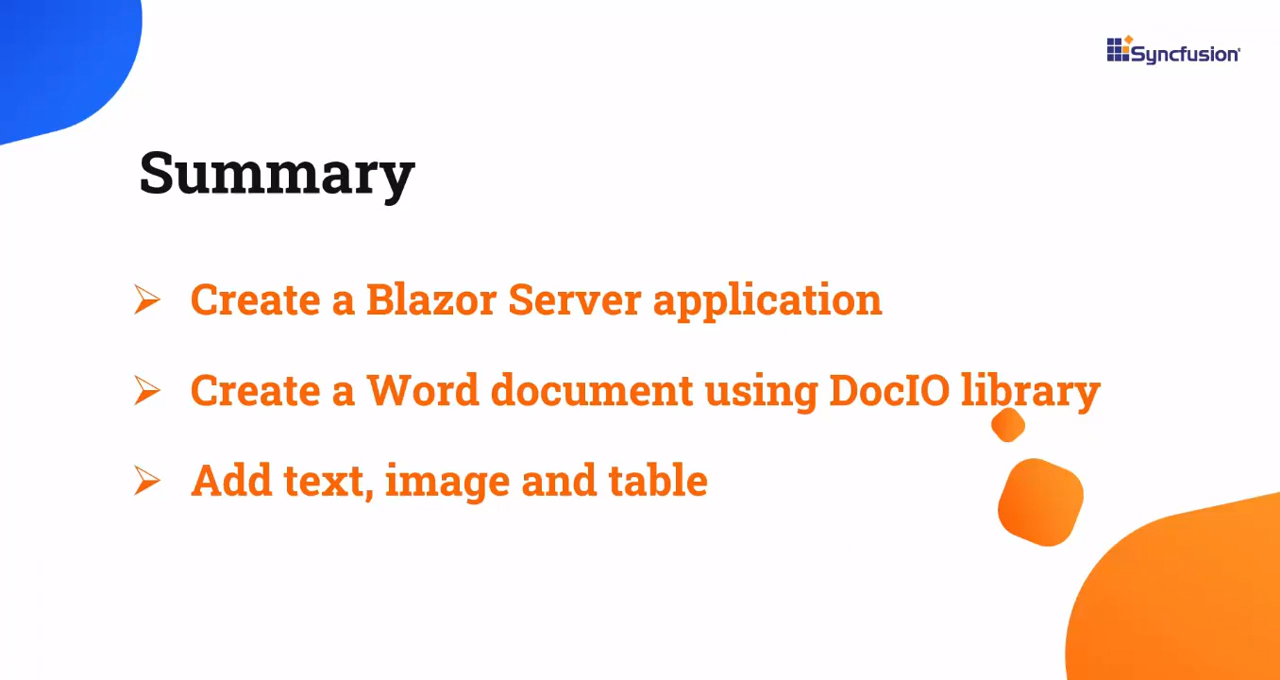 Syncfusion
Summary
Create a Blazor Server application
Create a Word document using DocIO library
Add text, image and table